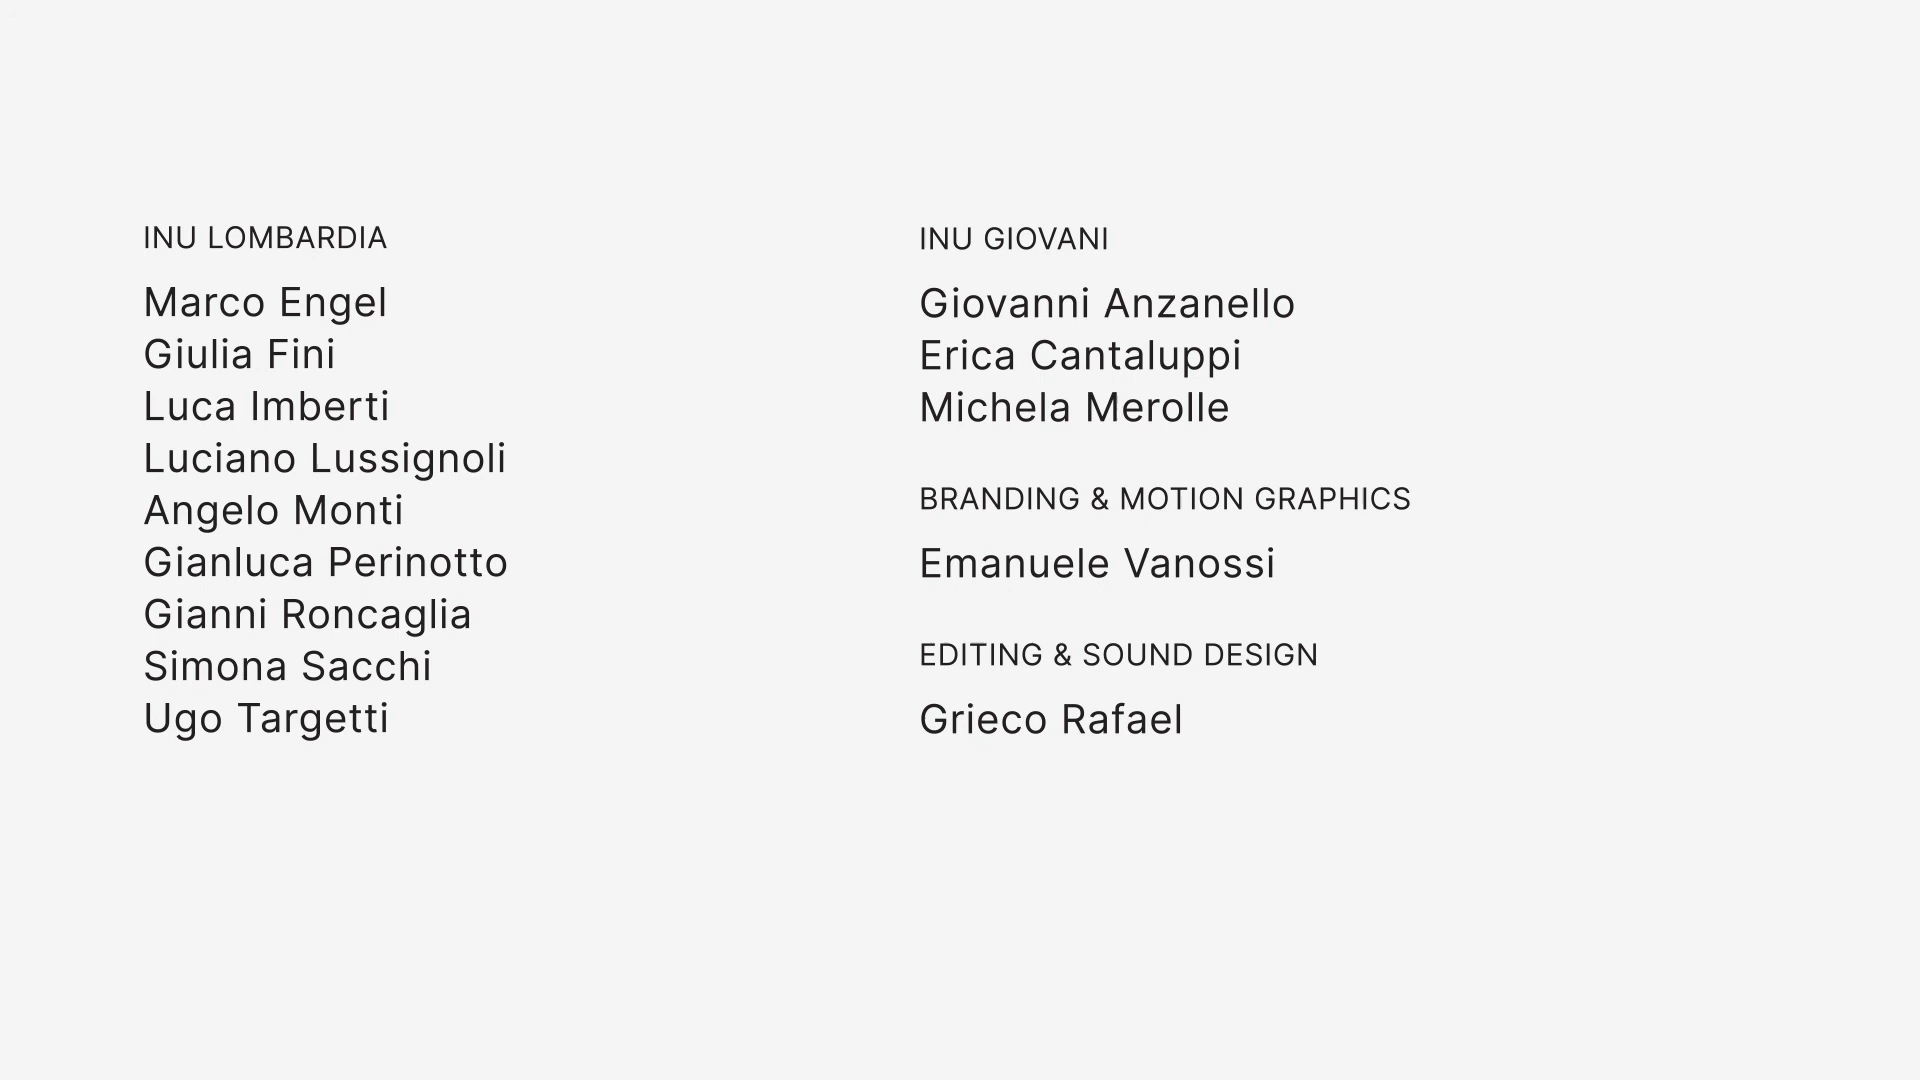 INU LOMBARDIA
Marco Engel
Giulia Fini
Luca Imberti
Luciano Lussignoli
Angelo Monti
Gianluca Perinotto
Gianni Roncaglia
Simona Sacchi
Ugo Targetti
INU GIOVANI
Giovanni Anzanello
Erica Cantaluppi
Michela Merolle
BRANDING & MOTION GRAPHICS
Emanuele Vanossi
EDITING & SOUND DESIGN
Grieco Rafael